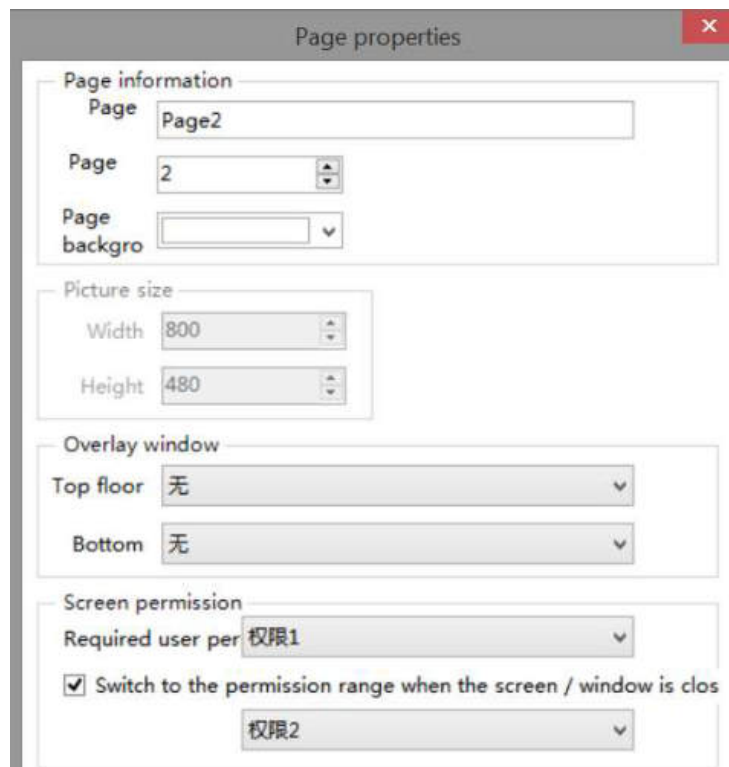 Page properties
Page information
Page Page2
Page 2
Page
backgro
Picture size
Width 800
Height 480
Overlay window
Top floor 无
Bottom 无
Screen permission
Required user per 权限1
Switch to the permission range when the screen / window is clos
权限2